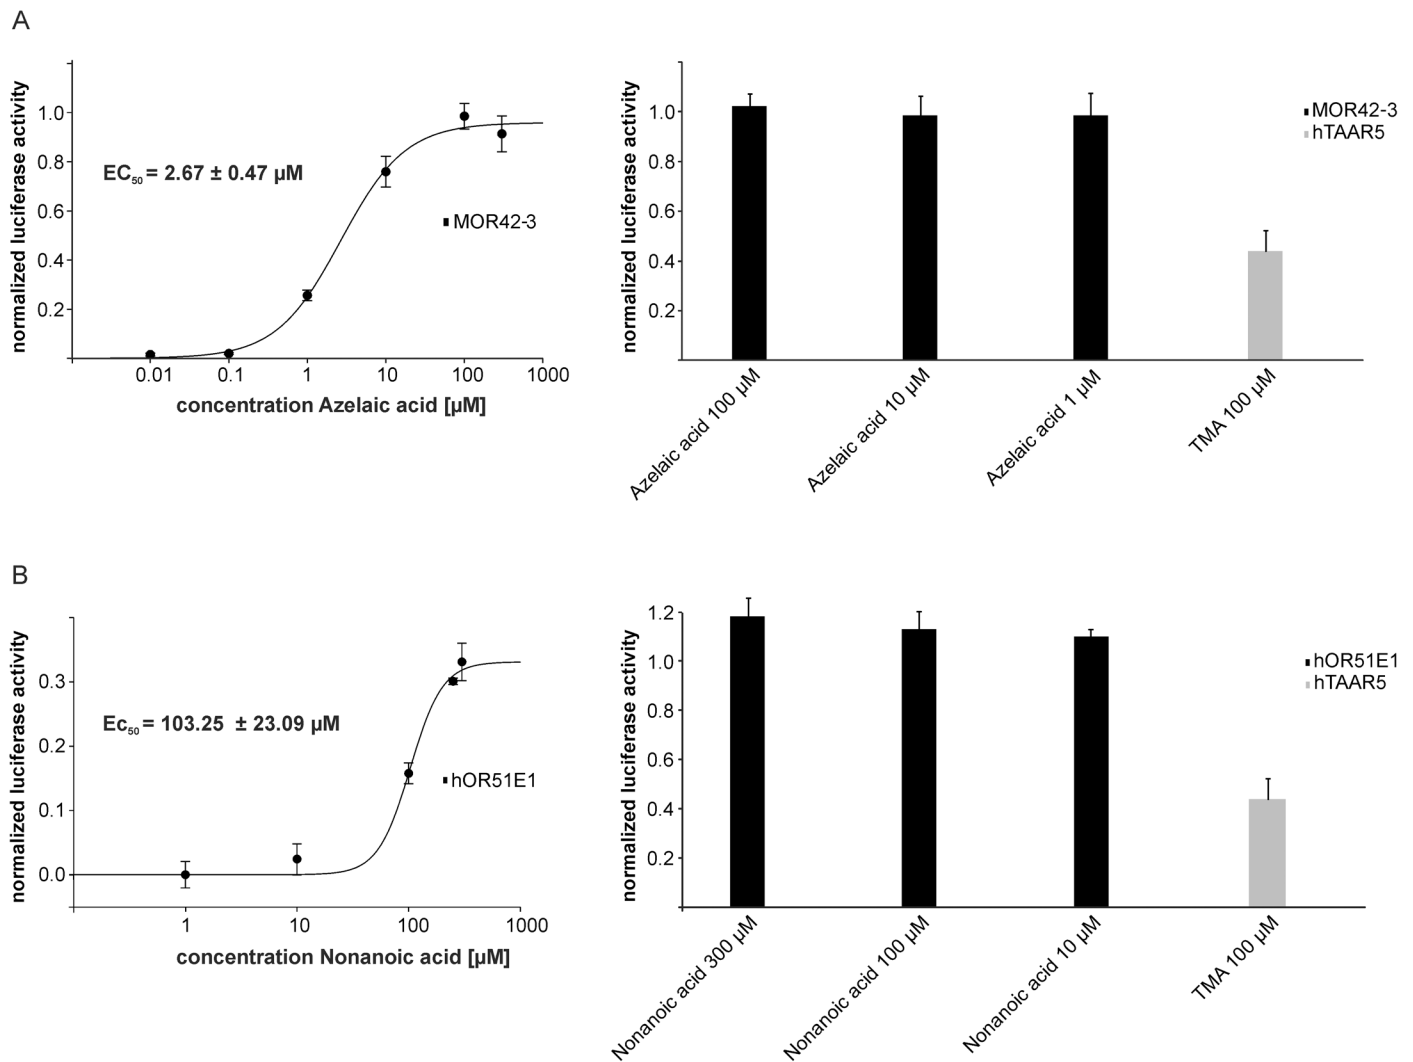 A
normalized luciferase activity
1.0
0.8
0.6
0.4
0.2
EC50 = 2.67 ± 0.47 µM
MOR42-3
0.01 0.1 1 10 100 1000
concentration Azelaic acid [µM]
normalized luciferase activity
1.0
0.8
0.6
0.4
0.2
MOR42-3
hTAAR5
Azelaic acid 100 µM
Azelaic acid 10 µM
Azelaic acid 1 µM
TMA 100 µM
B
normalized luciferase activity
0.3
0.2
0.1
0.0
Ec50 = 103.25 ± 23.09 µM
hOR51E1
1 10 100 1000
concentration Nonanoic acid [µM]
normalized luciferase activity
1.2
1.0
0.8
0.6
0.4
0.2
hOR51E1
hTAAR5
Nonanoic acid 300 µM
Nonanoic acid 100 µM
Nonanoic acid 10 µM
TMA 100 µM